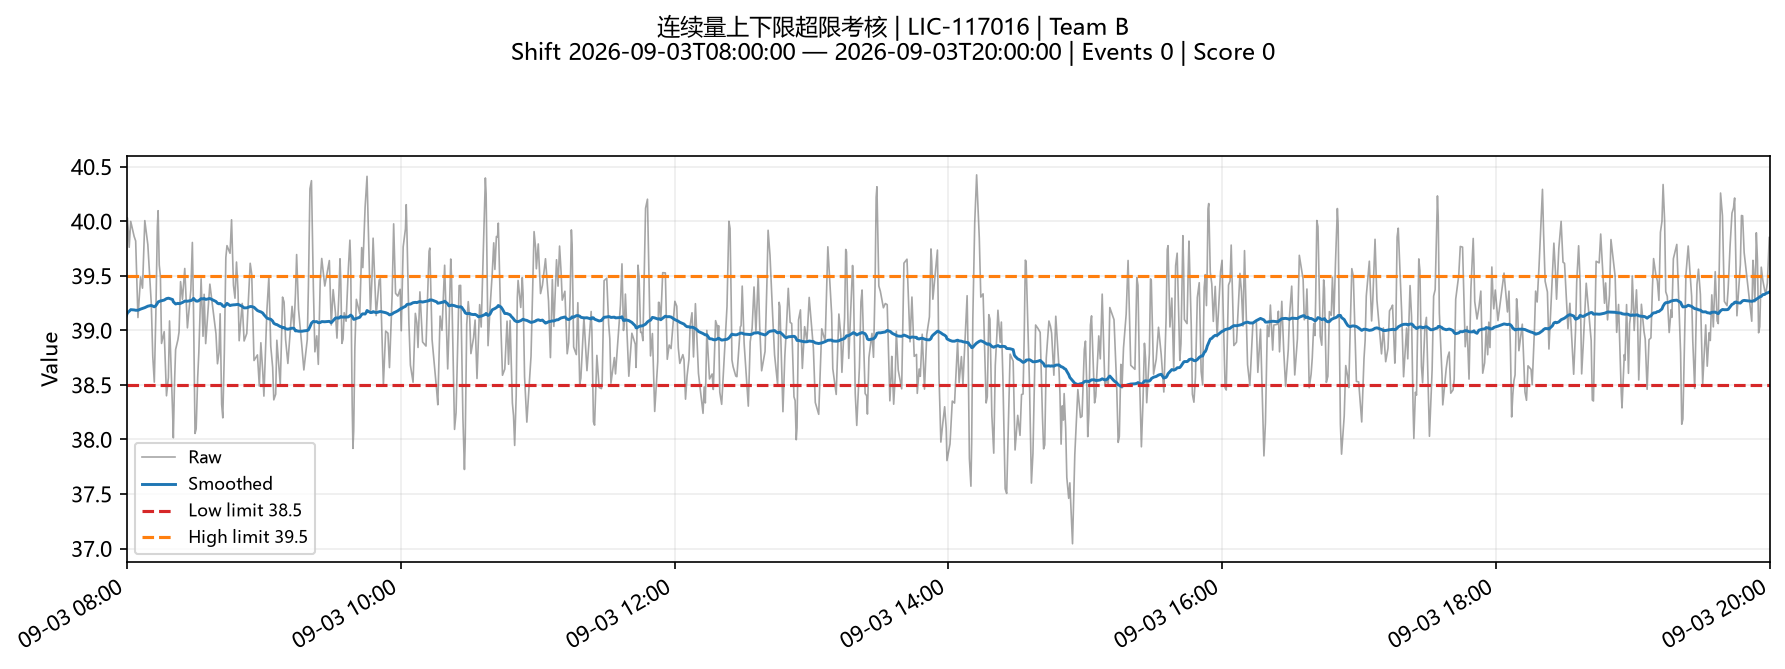 连续量上下限超限考核 | LIC-117016 | Team B
Shift 2026-09-03T08:00:00 — 2026-09-03T20:00:00 | Events 0 | Score 0
Value
40.5
40.0
39.5
39.0
38.5
38.0
37.5
37.0
Raw
Smoothed
Low limit 38.5
High limit 39.5
09-03 08:00
09-03 10:00
09-03 12:00
09-03 14:00
09-03 16:00
09-03 18:00
09-03 20:00